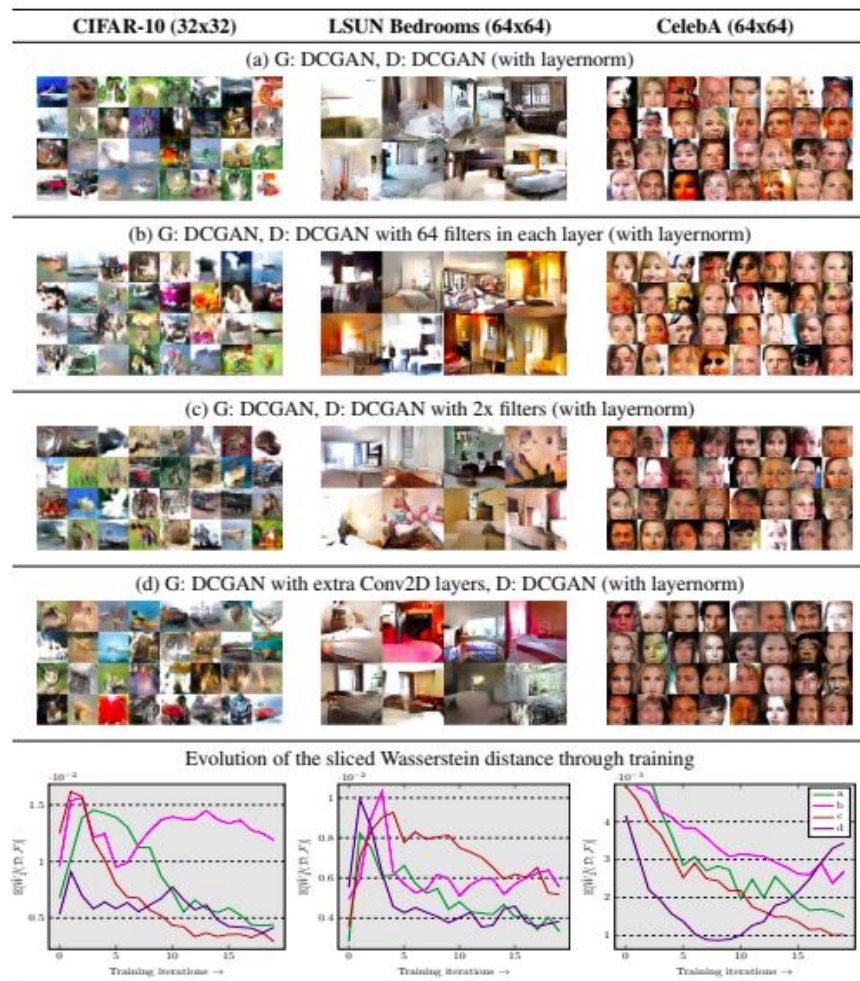 CIFAR-10 (32x32) LSUN Bedrooms (64x64) CelebA (64x64)
(a) G: DCGAN, D: DCGAN (with layernorm)
(b) G: DCGAN, D: DCGAN with 64 filters in each layer (with layernorm)
(c) G: DCGAN, D: DCGAN with 2x filters (with layernorm)
(d) G: DCGAN with extra Conv2D layers, D: DCGAN (with layernorm)
Evolution of the sliced Wasserstein distance through training
1.5
1
0.5
0 5 10 15
Training iterations →
1
0.8
0.6
0.4
0 5 10 15
Training iterations →
4
3
2
1
0 5 10 15
Training iterations →
a
b
c
d